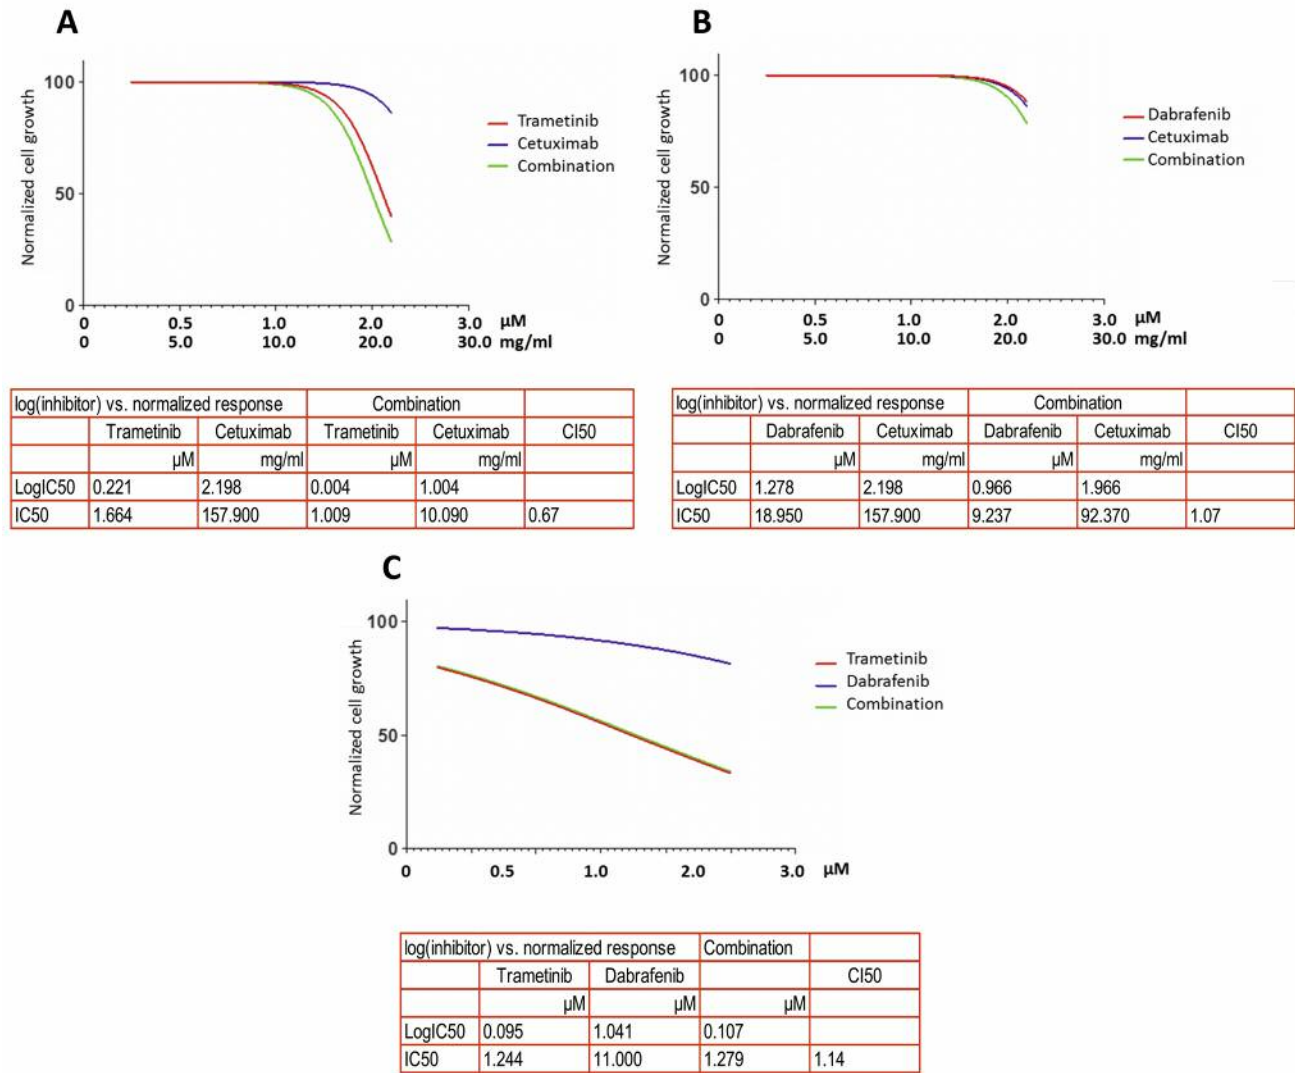 A
Normalized cell growth
100
50
0
Trametinib
Cetuximab
Combination
0 0.5 1.0 2.0 3.0 µM
0 5.0 10.0 20.0 30.0 mg/ml
log(inhibitor) vs. normalized response Combination
Trametinib Cetuximab Trametinib Cetuximab CI50
µM mg/ml µM mg/ml
LogIC50 0.221 2.198 0.004 1.004
IC50 1.664 157.900 1.009 10.090 0.67
B
Normalized cell growth
100
50
0
Dabrafenib
Cetuximab
Combination
0 0.5 1.0 2.0 3.0 µM
0 5.0 10.0 20.0 30.0 mg/ml
log(inhibitor) vs. normalized response Combination
Dabrafenib Cetuximab Dabrafenib Cetuximab CI50
µM mg/ml µM mg/ml
LogIC50 1.278 2.198 0.966 1.966
IC50 18.950 157.900 9.237 92.370 1.07
C
Normalized cell growth
100
50
0
Trametinib
Dabrafenib
Combination
0 0.5 1.0 2.0 3.0 µM
log(inhibitor) vs. normalized response Combination
Trametinib Dabrafenib CI50
µM µM µM
LogIC50 0.095 1.041 0.107
IC50 1.244 11.000 1.279 1.14